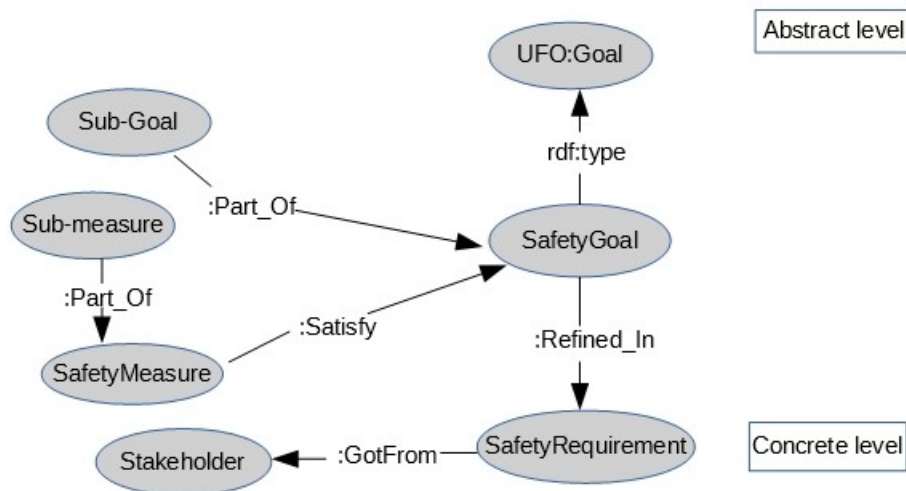 Abstract level
UFO:Goal
Sub-Goal
rdf:type
:Part_Of
Sub-measure
SafetyGoal
:Part_Of
:Satisfy
:Refined_In
SafetyMeasure
SafetyRequirement
Concrete level
Stakeholder
:GotFrom